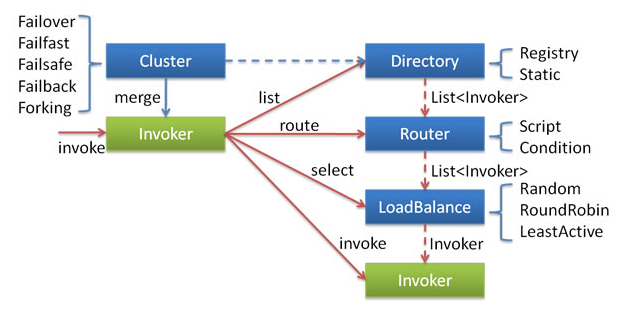 Failover
Failfast
Failsafe
Failback
Forking
Cluster
merge
Invoker
invoke
list
route
select
invoke
Directory
Registry
Static
List<Invoker>
Router
Script
Condition
List<Invoker>
LoadBalance
Random
RoundRobin
LeastActive
Invoker
Invoker